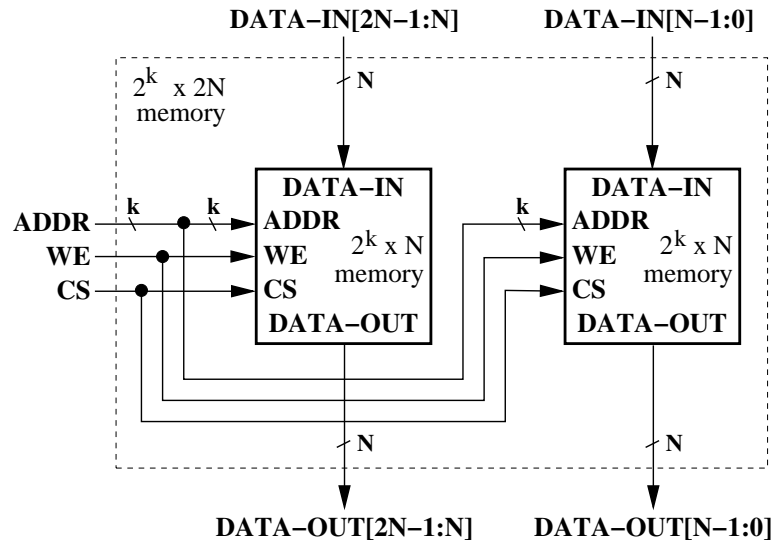 DATA−IN[2N−1:N] DATA−IN[N−1:0]
2^k x 2N
memory
N N
DATA−IN DATA−IN
ADDR k k ADDR k ADDR
WE WE 2^k x N WE 2^k x N
memory memory
CS CS CS
DATA−OUT DATA−OUT
N N
DATA−OUT[2N−1:N] DATA−OUT[N−1:0]